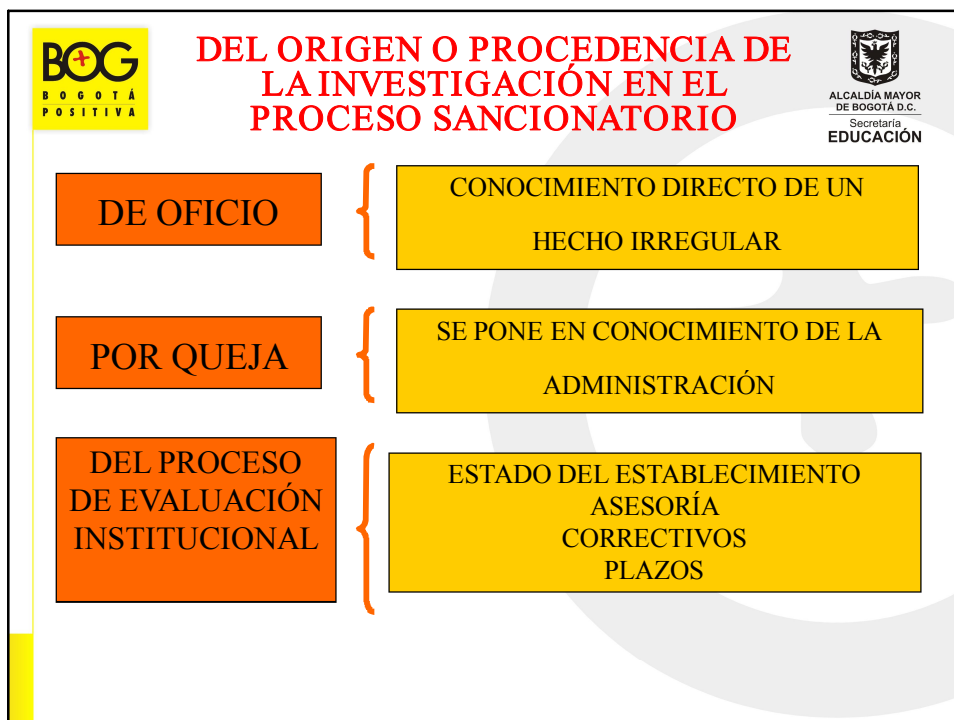 BOG
BOGOTÁ
POSITIVA
DEL ORIGEN O PROCEDENCIA DE
LA INVESTIGACIÓN EN EL
PROCESO SANCIONATORIO
ALCALDÍA MAYOR
DE BOGOTÁ D.C.
Secretaría
EDUCACIÓN
DE OFICIO
CONOCIMIENTO DIRECTO DE UN
HECHO IRREGULAR
POR QUEJA
SE PONE EN CONOCIMIENTO DE LA
ADMINISTRACIÓN
DEL PROCESO
DE EVALUACIÓN
INSTITUCIONAL
ESTADO DEL ESTABLECIMIENTO
ASESORÍA
CORRECTIVOS
PLAZOS